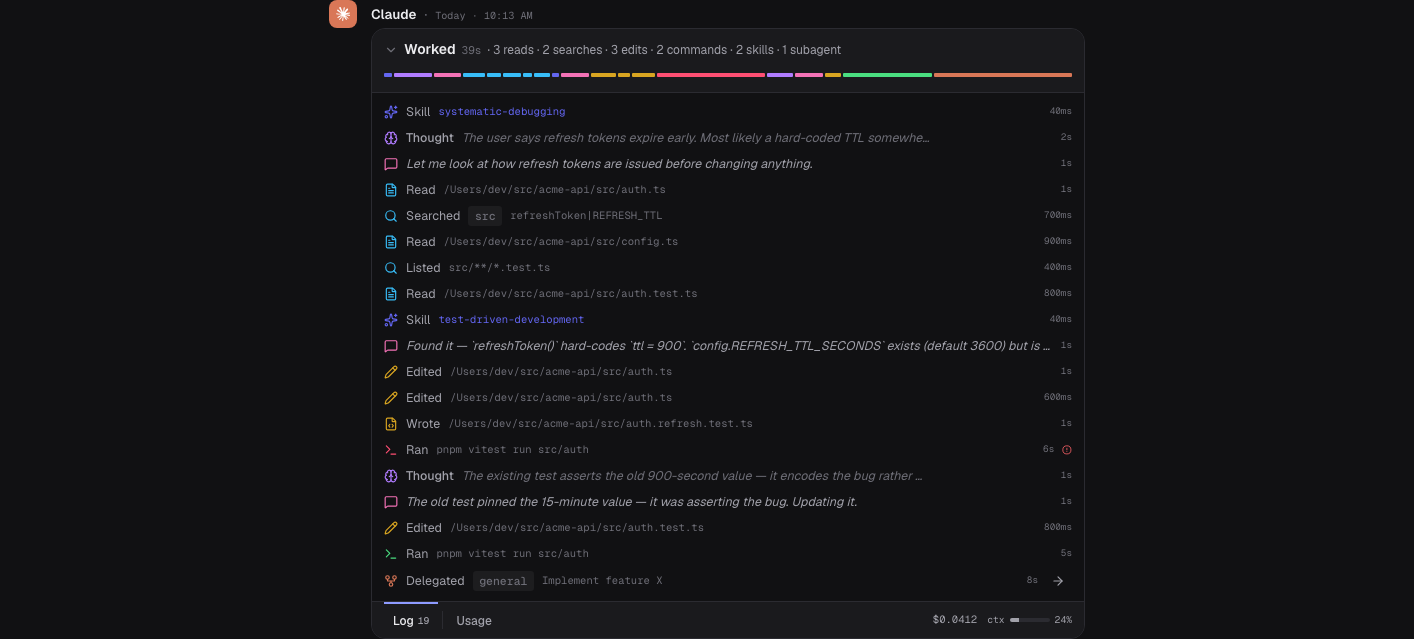 Claude · Today · 10:13 AM
Worked 39s · 3 reads · 2 searches · 3 edits · 2 commands · 2 skills · 1 subagent
Skill systematic-debugging 40ms
Thought The user says refresh tokens expire early. Most likely a hard-coded TTL somewhe… 2s
Let me look at how refresh tokens are issued before changing anything. 1s
Read /Users/dev/src/acme-api/src/auth.ts 1s
Searched src refreshToken|REFRESH_TTL 700ms
Read /Users/dev/src/acme-api/src/config.ts 900ms
Listed src/**/*.test.ts 400ms
Read /Users/dev/src/acme-api/src/auth.test.ts 800ms
Skill test-driven-development 40ms
Found it — `refreshToken()` hard-codes `ttl = 900`. `config.REFRESH_TTL_SECONDS` exists (default 3600) but is … 1s
Edited /Users/dev/src/acme-api/src/auth.ts 1s
Edited /Users/dev/src/acme-api/src/auth.ts 600ms
Wrote /Users/dev/src/acme-api/src/auth.refresh.test.ts 1s
Ran pnpm vitest run src/auth 6s
Thought The existing test asserts the old 900-second value — it encodes the bug rather … 1s
The old test pinned the 15-minute value — it was asserting the bug. Updating it. 1s
Edited /Users/dev/src/acme-api/src/auth.test.ts 800ms
Ran pnpm vitest run src/auth 5s
Delegated general Implement feature X 8s
Log 19 Usage $0.0412 ctx 24%